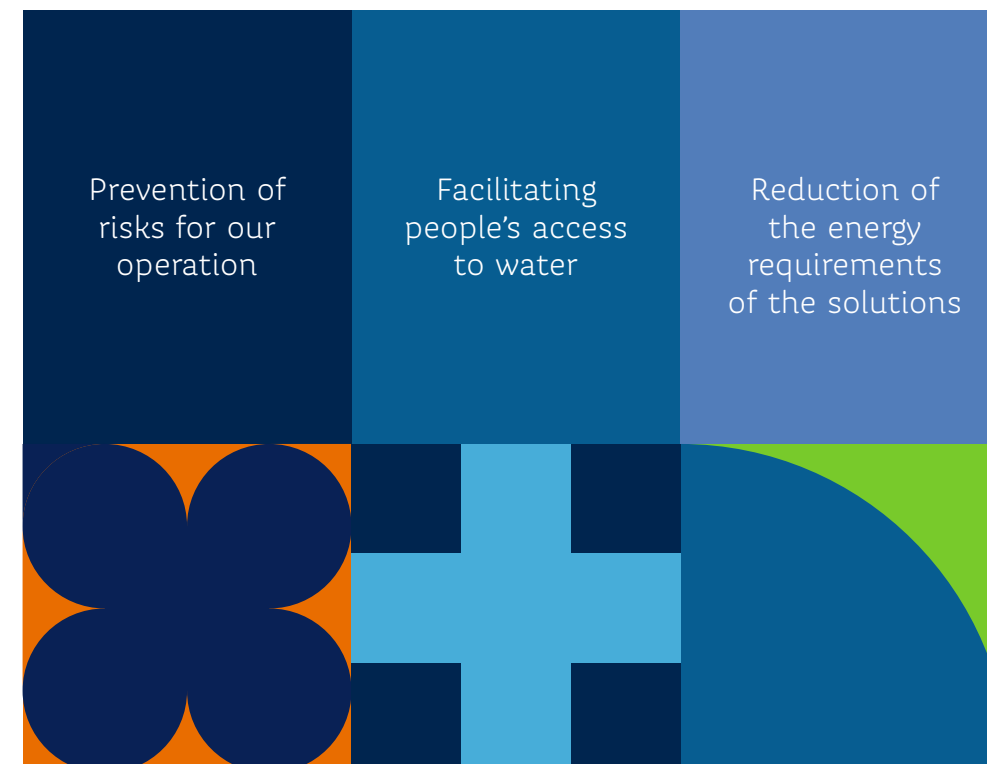 Prevention of
risks for our
operation
Facilitating
people's access
to water
Reduction of
the energy
requirements
of the solutions